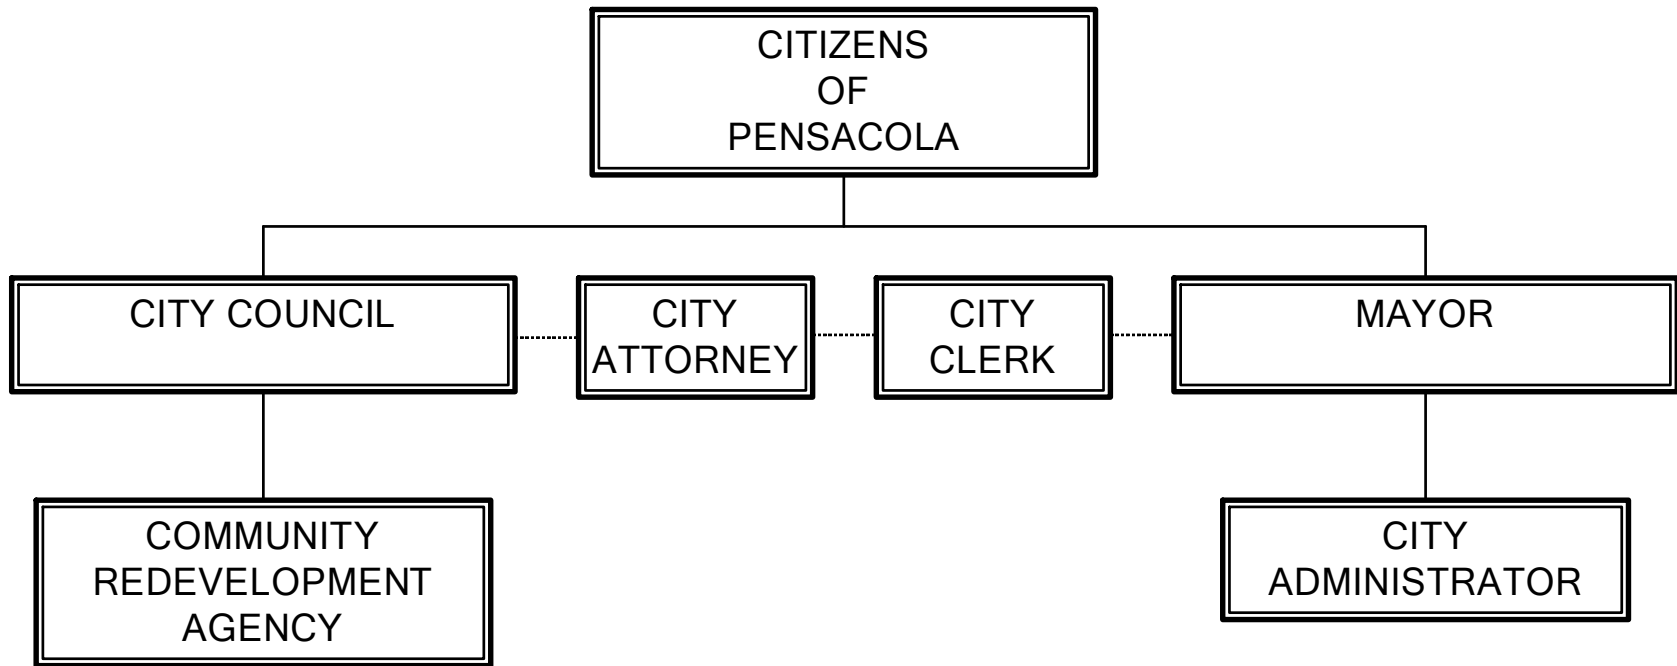 CITIZENS
OF
PENSACOLA
CITY COUNCIL
CITY
ATTORNEY
CITY
CLERK
MAYOR
COMMUNITY
REDEVELOPMENT
AGENCY
CITY
ADMINISTRATOR